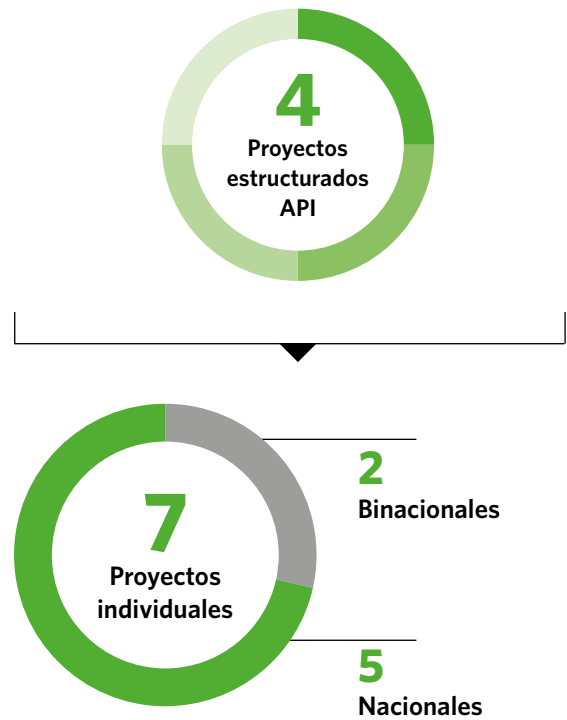 4
Proyectos
estructurados
API
7
Proyectos
individuales
2
Binacionales
5
Nacionales